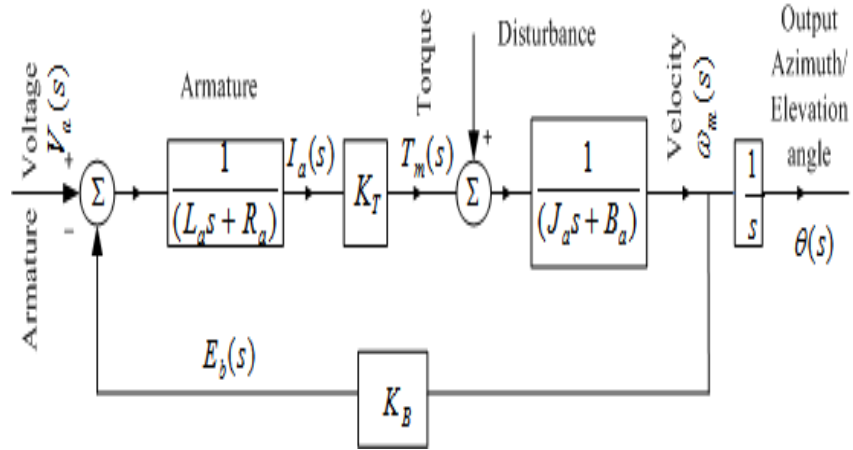 Armature Voltage
V_a(s)
+
−
Σ
Armature
1
(L_a s + R_a)
I_a(s)
K_T
T_m(s)
Torque
Disturbance
+
Σ
1
(J_a s + B_a)
Velocity
ω_m(s)
1
s
Output
Azimuth/
Elevation
angle
θ(s)
E_b(s)
K_B